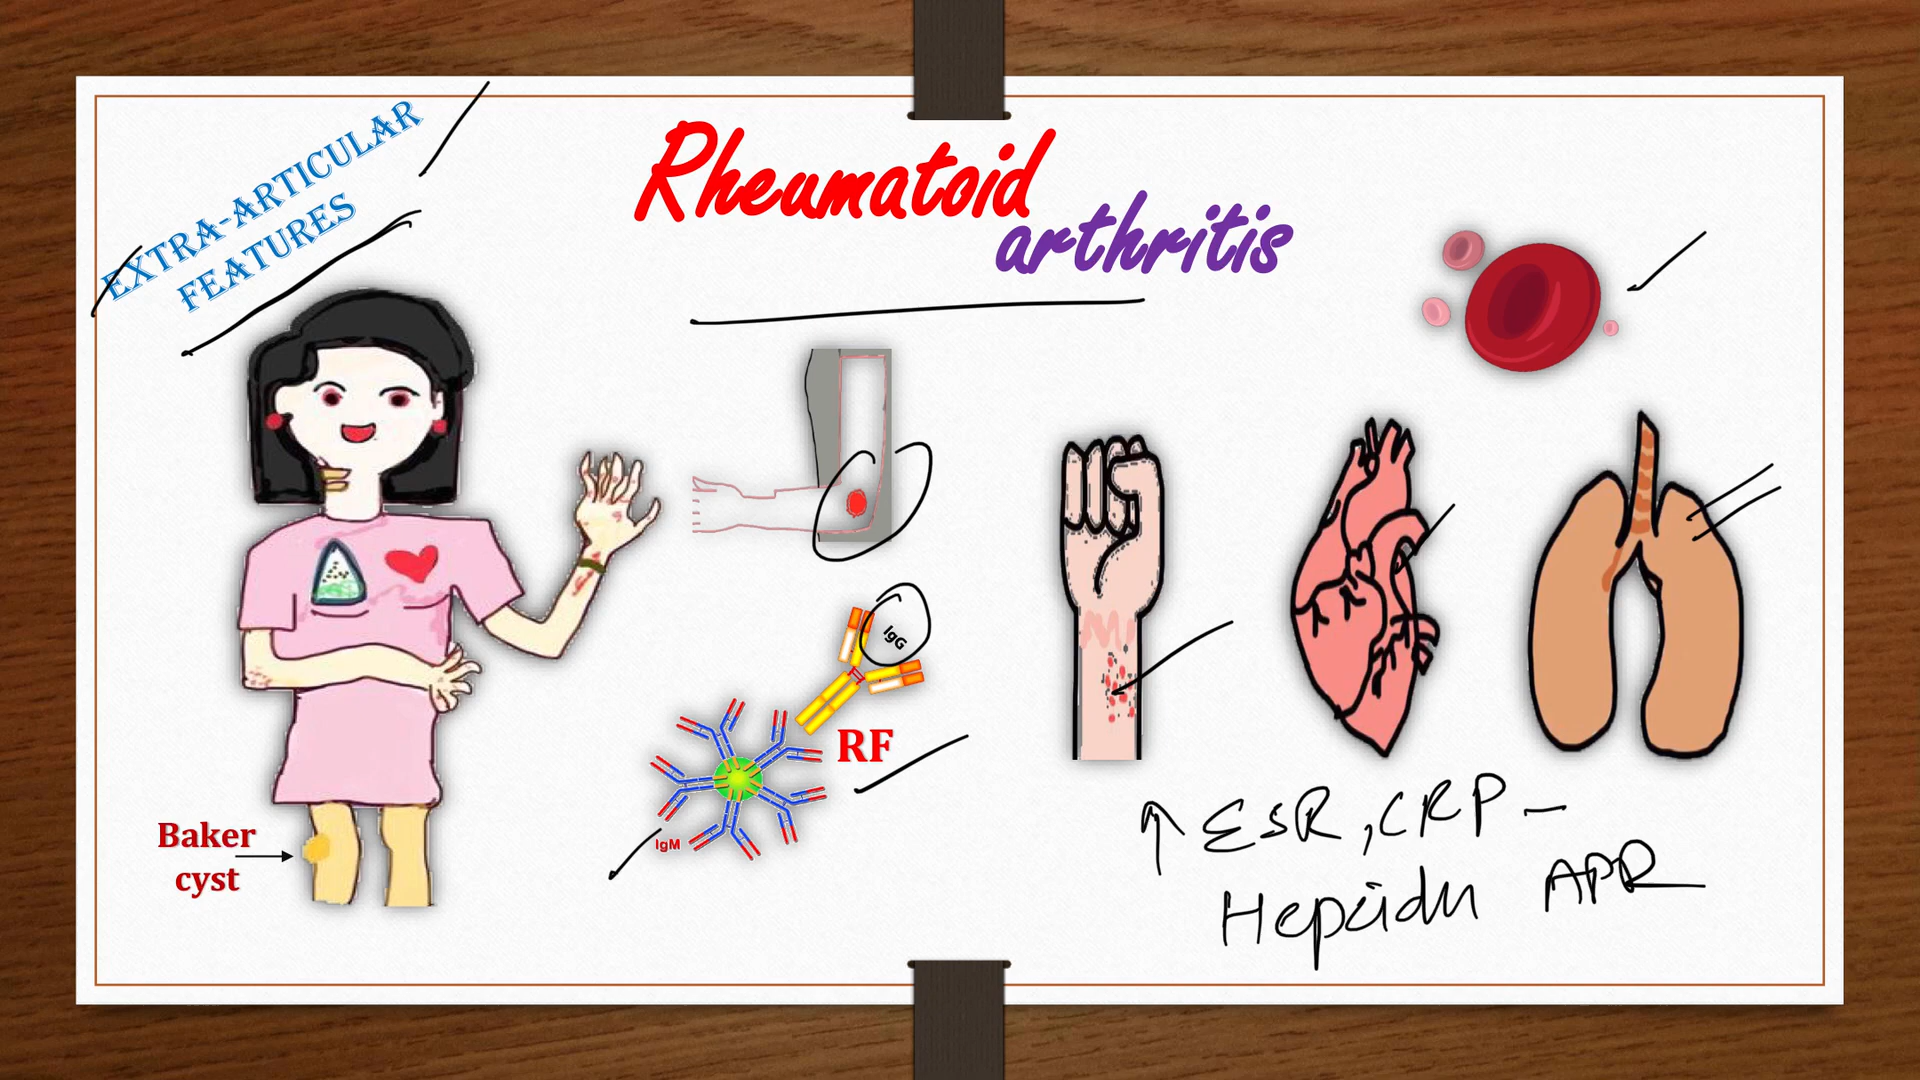 EXTRA-ARTICULAR
FEATURES
Rheumatoid
arthritis
IgG
RF
IgM
Baker
cyst
↑ ESR, CRP –
Hepcidin APR